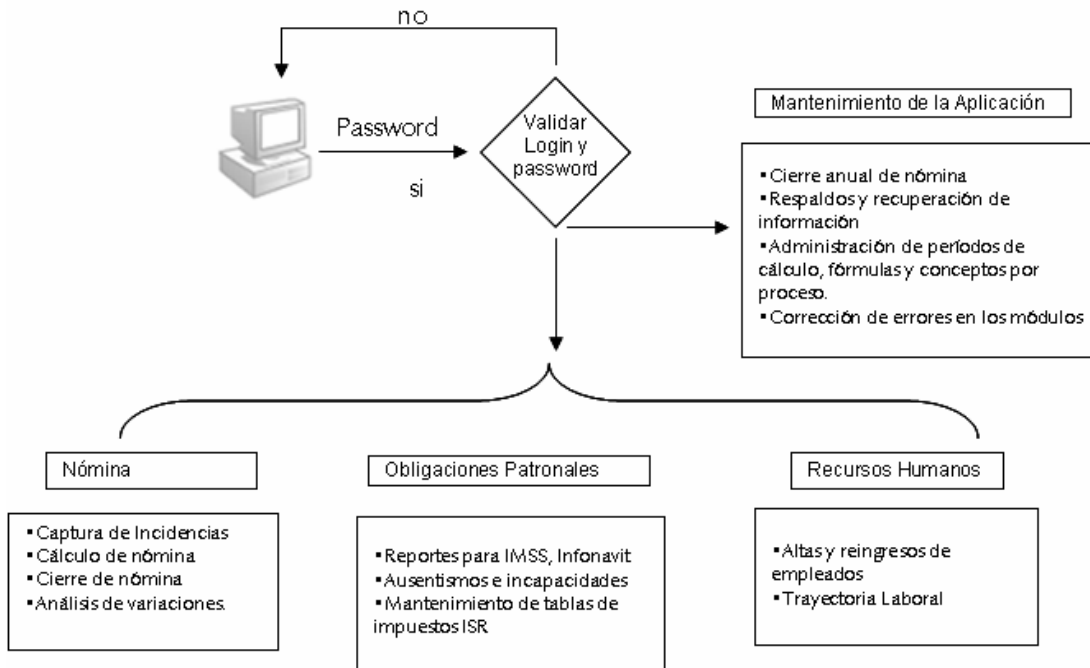 no
Password
si
Validar
Login y
password
Mantenimiento de la Aplicación
▪Cierre anual de nómina
▪Respaldos y recuperación de
información
▪Administración de períodos de
cálculo, fórmulas y conceptos por
proceso.
▪Corrección de errores en los módulos
Nómina
▪Captura de Incidencias
▪Cálculo de nómina
▪Cierre de nómina
▪Análisis de variaciones.
Obligaciones Patronales
▪Reportes para IMSS, Infonavit
▪Ausentismos e incapacidades
▪Mantenimiento de tablas de
impuestos ISR
Recursos Humanos
▪Altas y reingresos de
empleados
▪Trayectoria Laboral